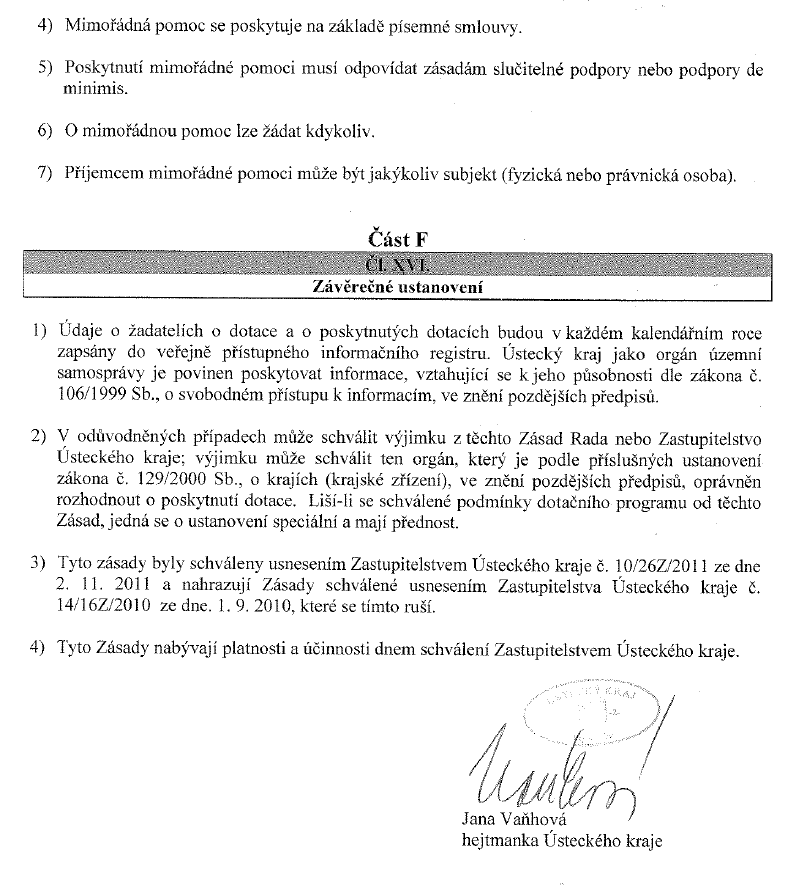 4) Mimořádná pomoc se poskytuje na základě písemné smlouvy.
5) Poskytnutí mimořádné pomoci musí odpovídat zásadám slučitelné podpory nebo podpory de
minimis.
6) O mimořádnou pomoc lze žádat kdykoliv.
7) Příjemcem mimořádné pomoci může být jakýkoliv subjekt (fyzická nebo právnická osoba).
Část F
Čl. XVI.
Závěrečné ustanovení
1) Údaje o žadatelích o dotace a o poskytnutých dotacích budou v každém kalendářním roce
zapsány do veřejně přístupného informačního registru. Ústecký kraj jako orgán územní
samosprávy je povinen poskytovat informace, vztahující se k jeho působnosti dle zákona č.
106/1999 Sb., o svobodném přístupu k informacím, ve znění pozdějších předpisů.
2) V odůvodněných případech může schválit výjimku z těchto Zásad Rada nebo Zastupitelstvo
Ústeckého kraje; výjimku může schválit ten orgán, který je podle příslušných ustanovení
zákona č. 129/2000 Sb., o krajích (krajské zřízení), ve znění pozdějších předpisů, oprávněn
rozhodnout o poskytnutí dotace. Liší-li se schválené podmínky dotačního programu od těchto
Zásad, jedná se o ustanovení speciální a mají přednost.
3) Tyto zásady byly schváleny usnesením Zastupitelstvem Ústeckého kraje č. 10/26Z/2011 ze dne
2. 11. 2011 a nahrazují Zásady schválené usnesením Zastupitelstva Ústeckého kraje č.
14/16Z/2010 ze dne. 1. 9. 2010, které se tímto ruší.
4) Tyto Zásady nabývají platnosti a účinnosti dnem schválení Zastupitelstvem Ústeckého kraje.
KRAJ
Jana Vaňhová
hejtmanka Ústeckého kraje